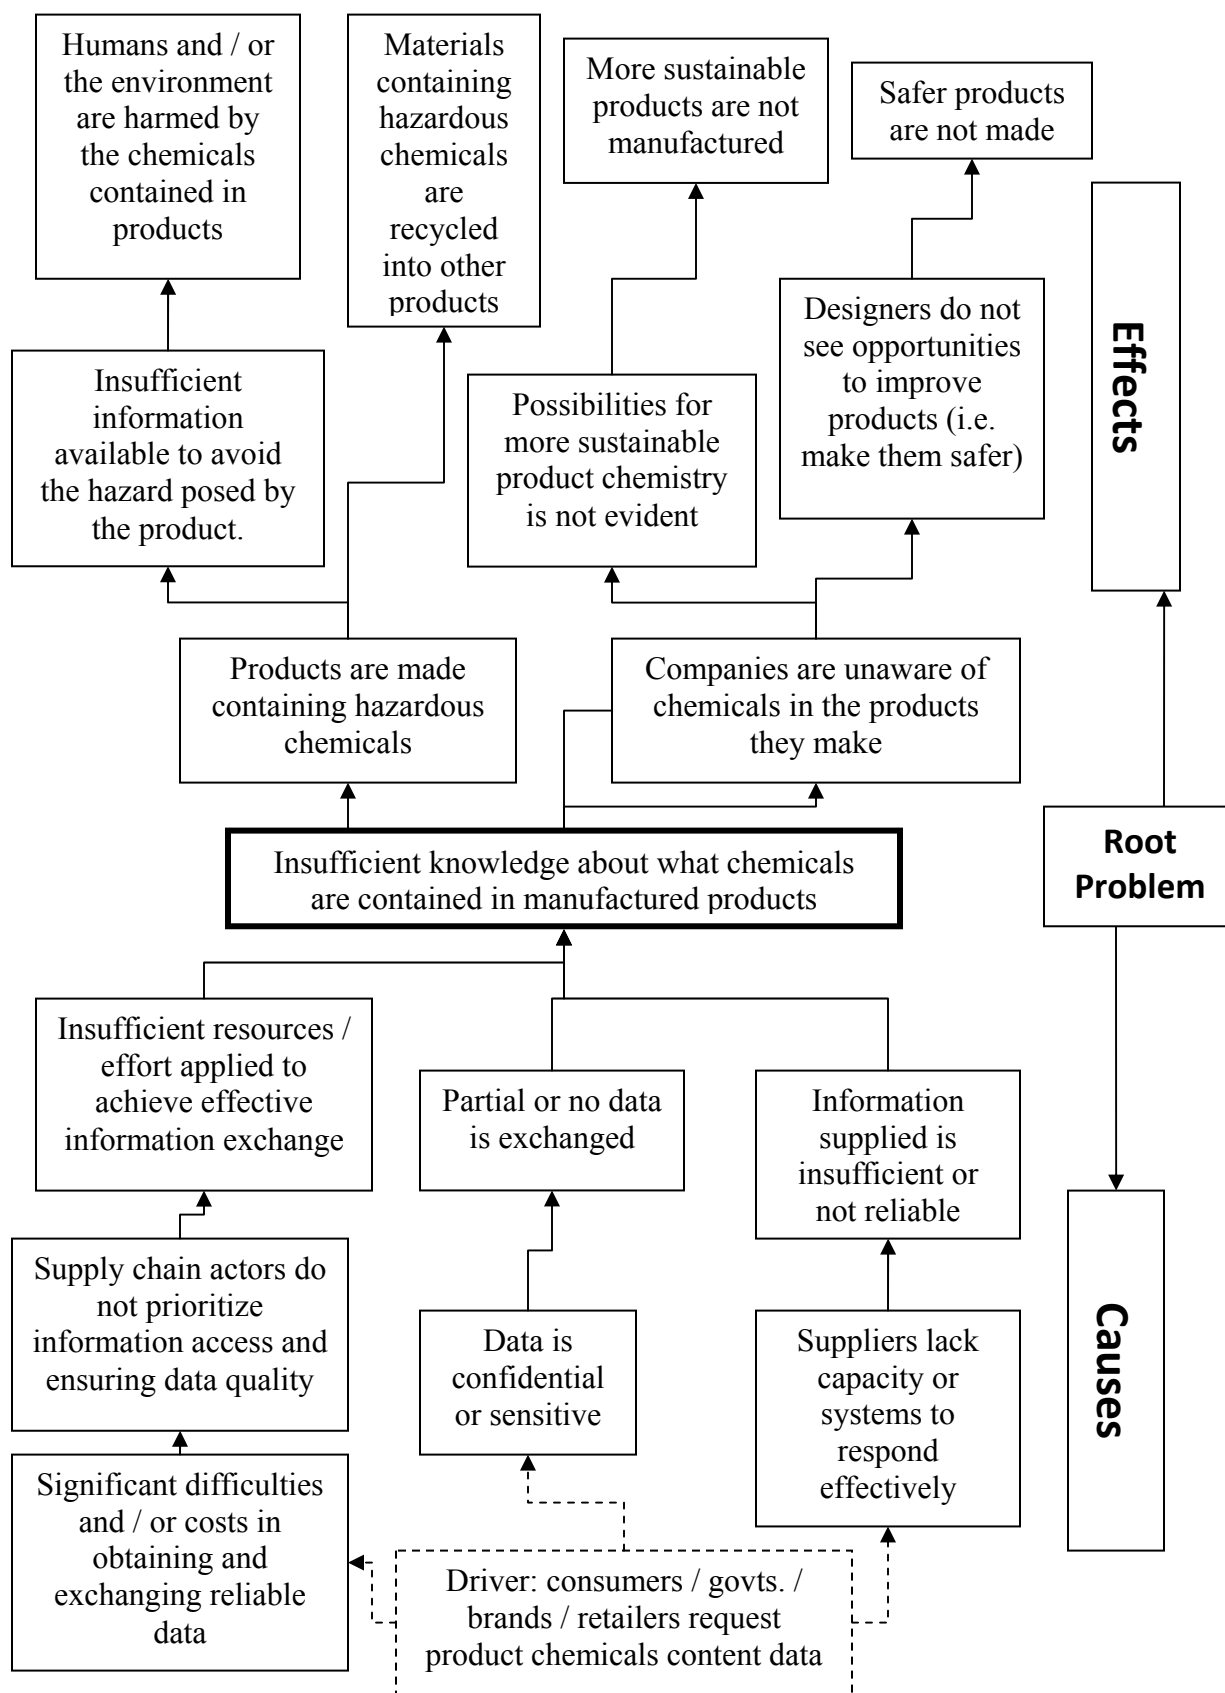 Humans and / or
the environment
are harmed by
the chemicals
contained in
products
Materials
containing
hazardous
chemicals
are
recycled
into other
products
More sustainable
products are not
manufactured
Safer products
are not made
Insufficient
information
available to avoid
the hazard posed by
the product.
Possibilities for
more sustainable
product chemistry
is not evident
Designers do not
see opportunities
to improve
products (i.e.
make them safer)
Effects
Products are made
containing hazardous
chemicals
Companies are unaware of
chemicals in the products
they make
Insufficient knowledge about what chemicals
are contained in manufactured products
Root
Problem
Insufficient resources /
effort applied to
achieve effective
information exchange
Partial or no data
is exchanged
Information
supplied is
insufficient or
not reliable
Supply chain actors do
not prioritize
information access and
ensuring data quality
Data is
confidential
or sensitive
Suppliers lack
capacity or
systems to
respond
effectively
Causes
Significant difficulties
and / or costs in
obtaining and
exchanging reliable
data
Driver: consumers / govts. /
brands / retailers request
product chemicals content data